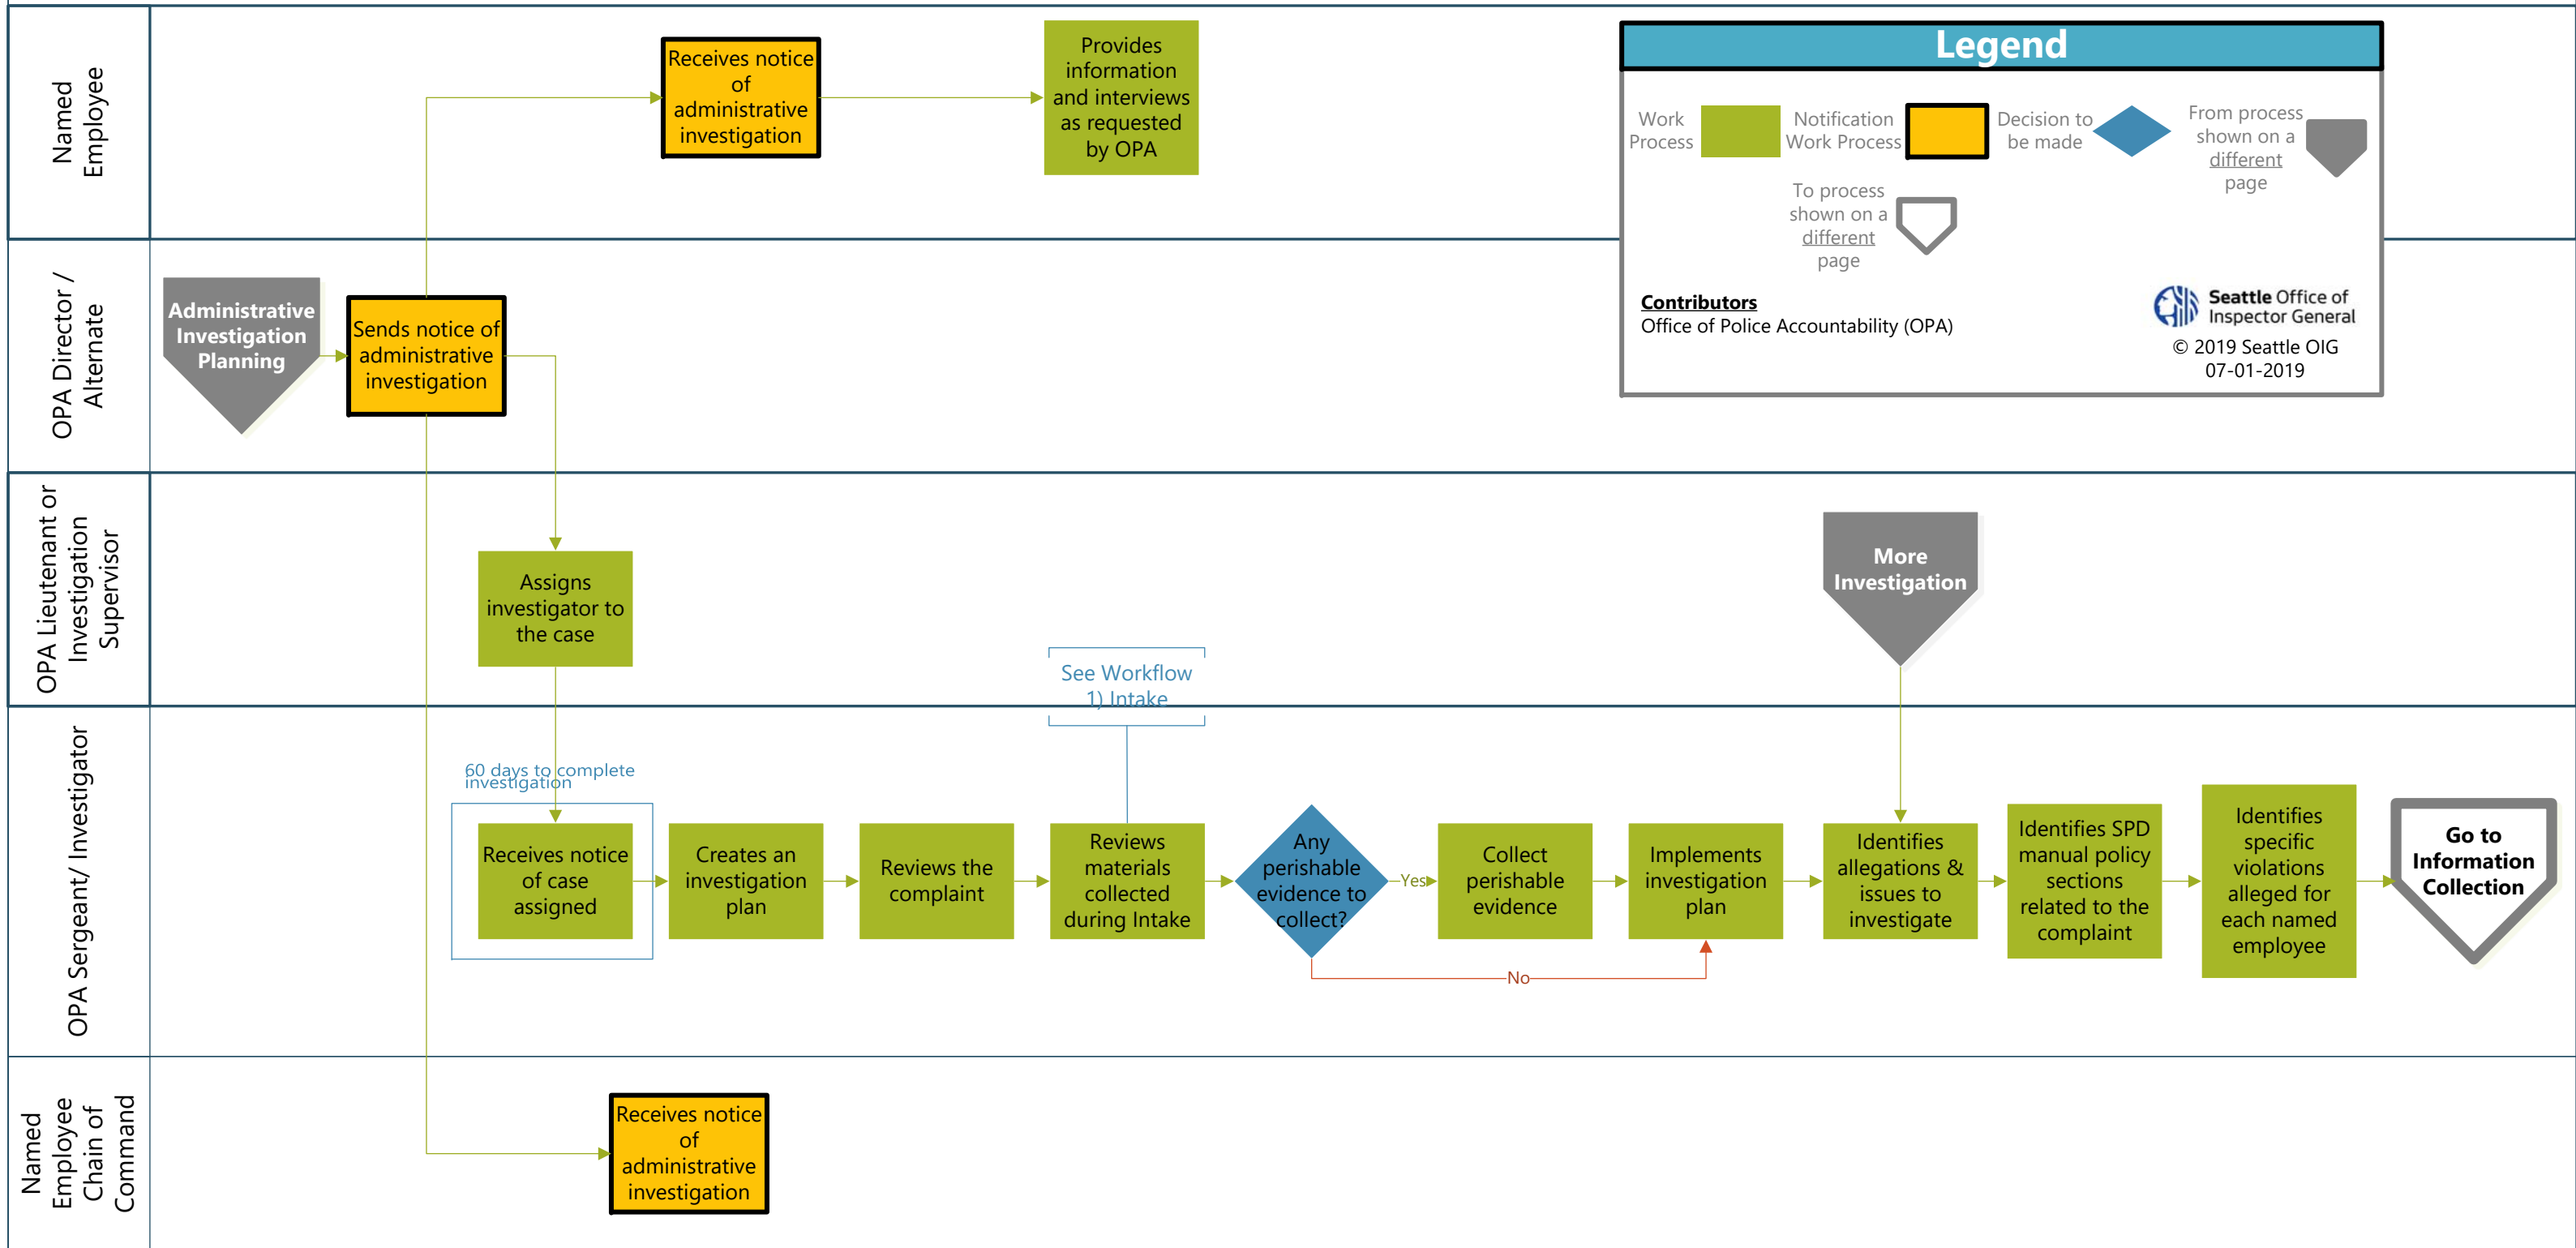 Named
Employee
Receives notice
of
administrative
investigation
Provides
information
and interviews
as requested
by OPA
Legend
Work
Process
Notification
Work Process
Decision to
be made
From process
shown on a
different
page
To process
shown on a
different
page
Contributors
Office of Police Accountability (OPA)
Seattle Office of
Inspector General
© 2019 Seattle OIG
07-01-2019
OPA Director /
Alternate
Administrative
Investigation
Planning
Sends notice of
administrative
investigation
OPA Lieutenant or
Investigation
Supervisor
Assigns
investigator to
the case
See Workflow
1) Intake
More
Investigation
OPA Sergeant/ Investigator
60 days to complete
investigation
Receives notice
of case
assigned
Creates an
investigation
plan
Reviews the
complaint
Reviews
materials
collected
during Intake
Any
perishable
evidence to
collect?
Yes
No
Collect
perishable
evidence
Implements
investigation
plan
Identifies
allegations &
issues to
investigate
Identifies SPD
manual policy
sections
related to the
complaint
Identifies
specific
violations
alleged for
each named
employee
Go to
Information
Collection
Named
Employee
Chain of
Command
Receives notice
of
administrative
investigation